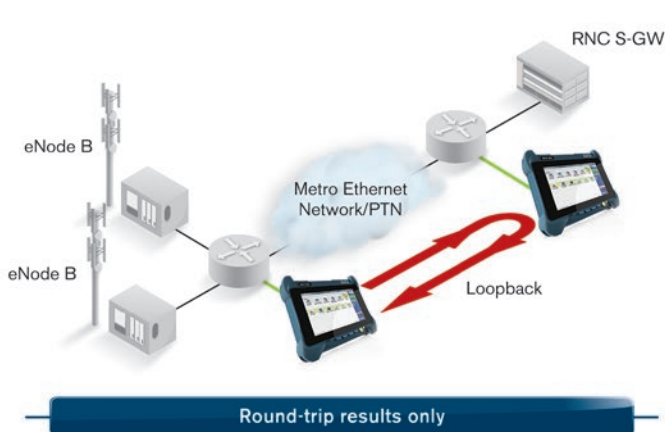 RNC S-GW
eNode B
Metro Ethernet
Network/PTN
eNode B
Loopback
Round-trip results only